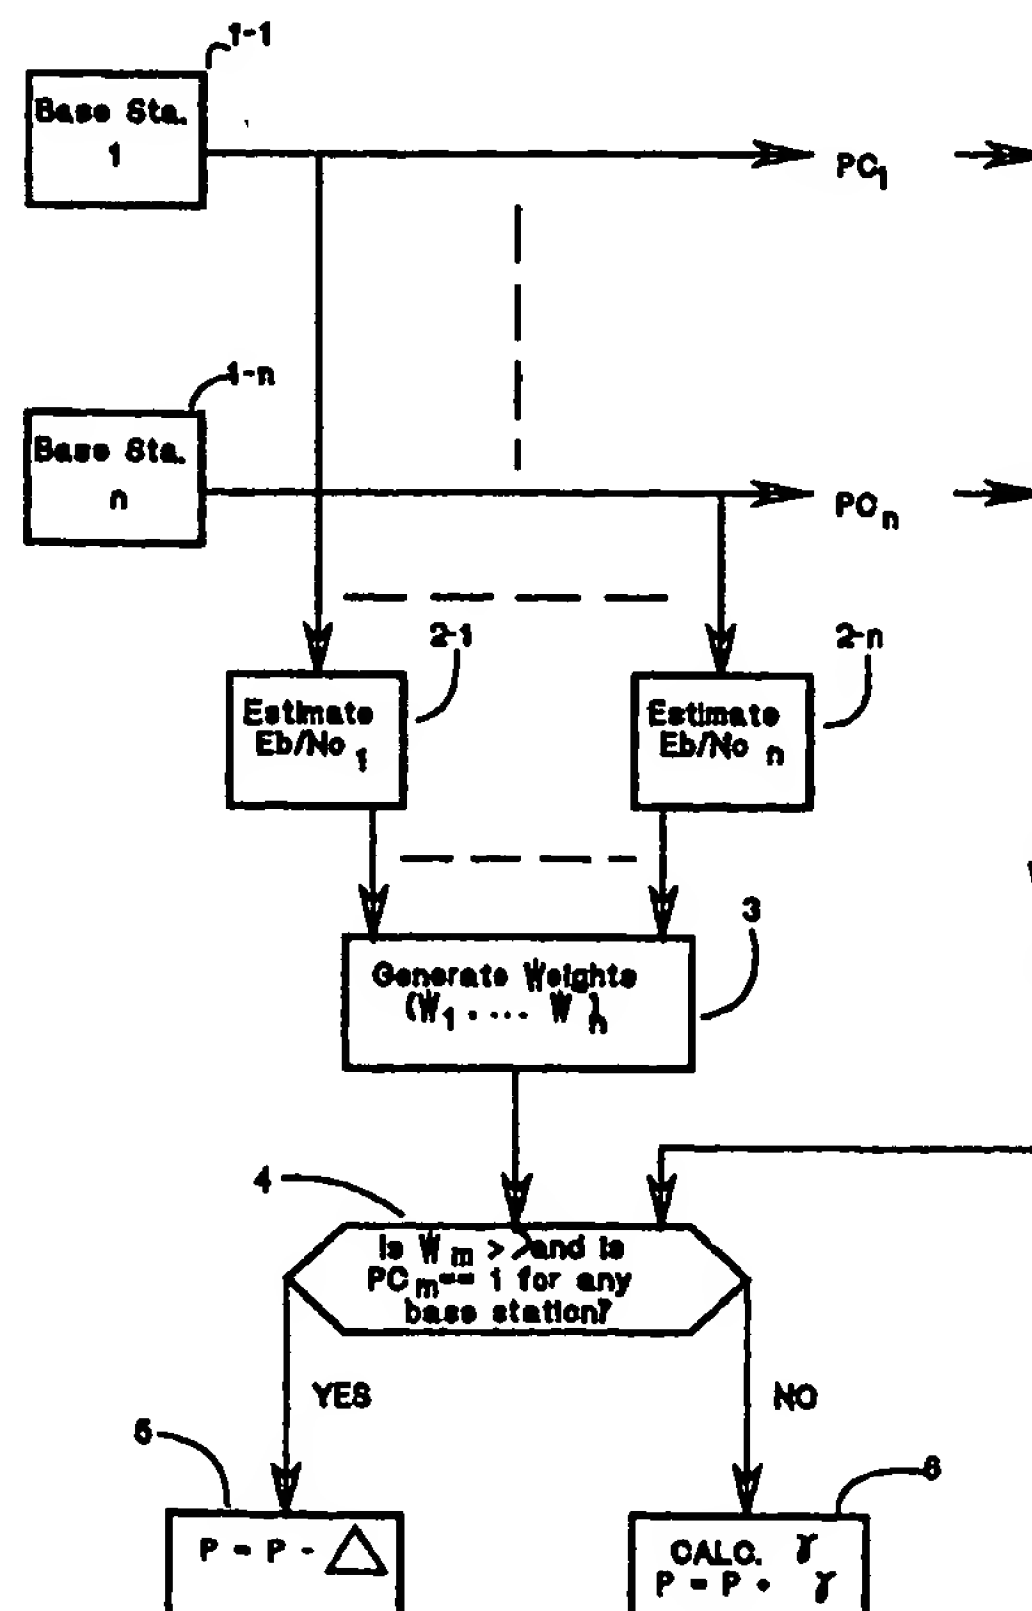 1-1
Base Sta.
1
PC1
1-n
Base Sta.
n
PCn
2-1
2-n
Estimate
Eb/No 1
Estimate
Eb/No n
3
Generate Weights
(W1 . ... W )n
4
Is Wm > and is
PCm== 1 for any
base station?
YES
NO
5
6
P = P - △
CALC. γ
P = P + γ